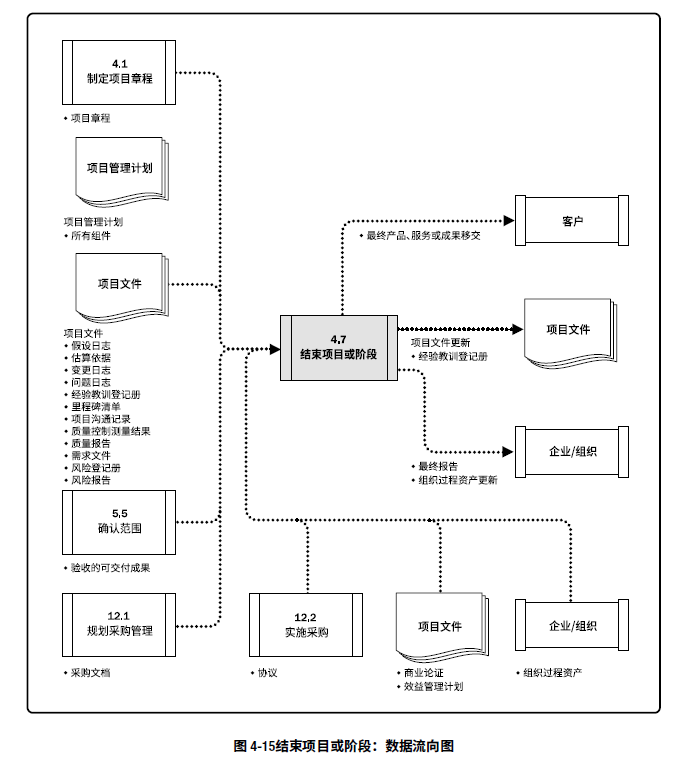 4.1
制定项目章程
• 项目章程
项目管理计划
项目管理计划
• 所有组件
项目文件
项目文件
• 假设日志
• 估算依据
• 变更日志
• 问题日志
• 经验教训登记册
• 里程碑清单
• 项目沟通记录
• 质量控制测量结果
• 质量报告
• 需求文件
• 风险登记册
• 风险报告
5.5
确认范围
• 验收的可交付成果
12.1
规划采购管理
• 采购文档
4.7
结束项目或阶段
客户
• 最终产品、服务或成果移交
项目文件
项目文件更新
• 经验教训登记册
企业/组织
• 最终报告
• 组织过程资产更新
12.2
实施采购
• 协议
项目文件
• 商业论证
• 效益管理计划
企业/组织
• 组织过程资产
图 4-15结束项目或阶段：数据流向图